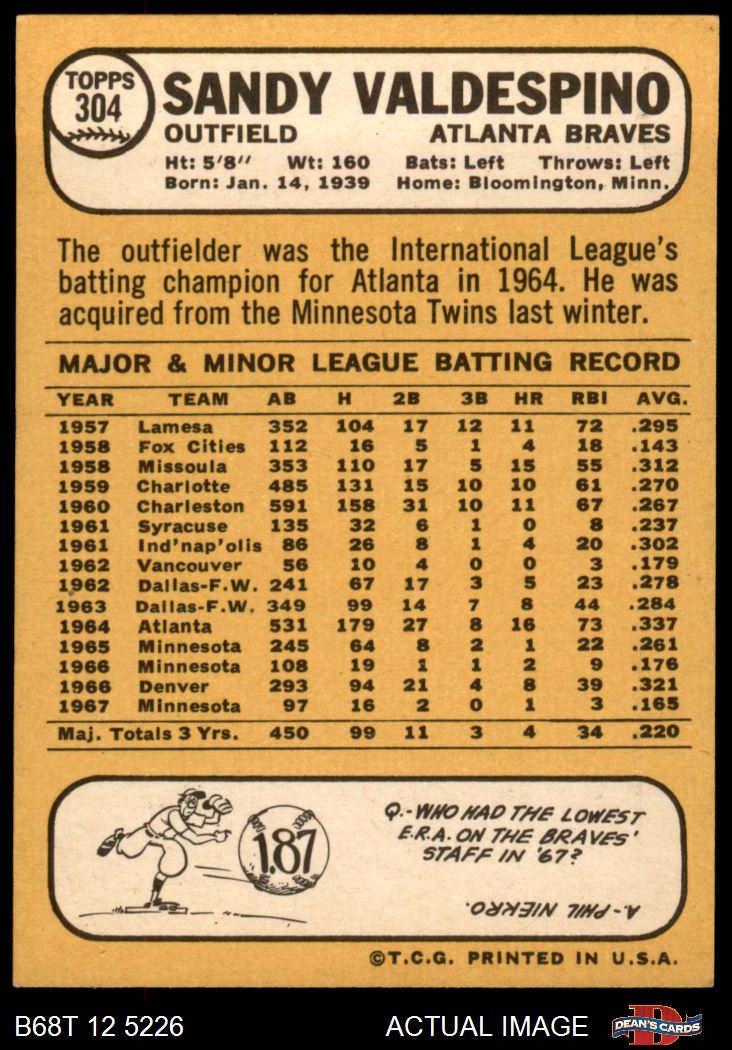 TOPPS
304
SANDY VALDESPINO
OUTFIELD ATLANTA BRAVES
Ht: 5'8" Wt: 160 Bats: Left Throws: Left
Born: Jan. 14, 1939 Home: Bloomington, Minn.
The outfielder was the International League's
batting champion for Atlanta in 1964. He was
acquired from the Minnesota Twins last winter.
MAJOR & MINOR LEAGUE BATTING RECORD
YEAR TEAM AB H 2B 3B HR RBI AVG.
1957 Lamesa 352 104 17 12 11 72 .295
1958 Fox Cities 112 16 5 1 4 18 .143
1958 Missoula 353 110 17 5 15 55 .312
1959 Charlotte 485 131 15 10 10 61 .270
1960 Charleston 591 158 31 10 11 67 .267
1961 Syracuse 135 32 6 1 0 8 .237
1961 Ind'nap'olis 86 26 8 1 4 20 .302
1962 Vancouver 56 10 4 0 0 3 .179
1962 Dallas-F.W. 241 67 17 3 5 23 .278
1963 Dallas-F.W. 349 99 14 7 8 44 .284
1964 Atlanta 531 179 27 8 16 73 .337
1965 Minnesota 245 64 8 2 1 22 .261
1966 Minnesota 108 19 1 1 2 9 .176
1966 Denver 293 94 21 4 8 39 .321
1967 Minnesota 97 16 2 0 1 3 .165
Maj. Totals 3 Yrs. 450 99 11 3 4 34 .220
1.87
Q.-WHO HAD THE LOWEST
E.R.A. ON THE BRAVES'
STAFF IN '67?
A.-PHIL NIEKRO.
©T.C.G. PRINTED IN U.S.A.
B68T 12 5226 ACTUAL IMAGE
D
DEAN'S CARDS